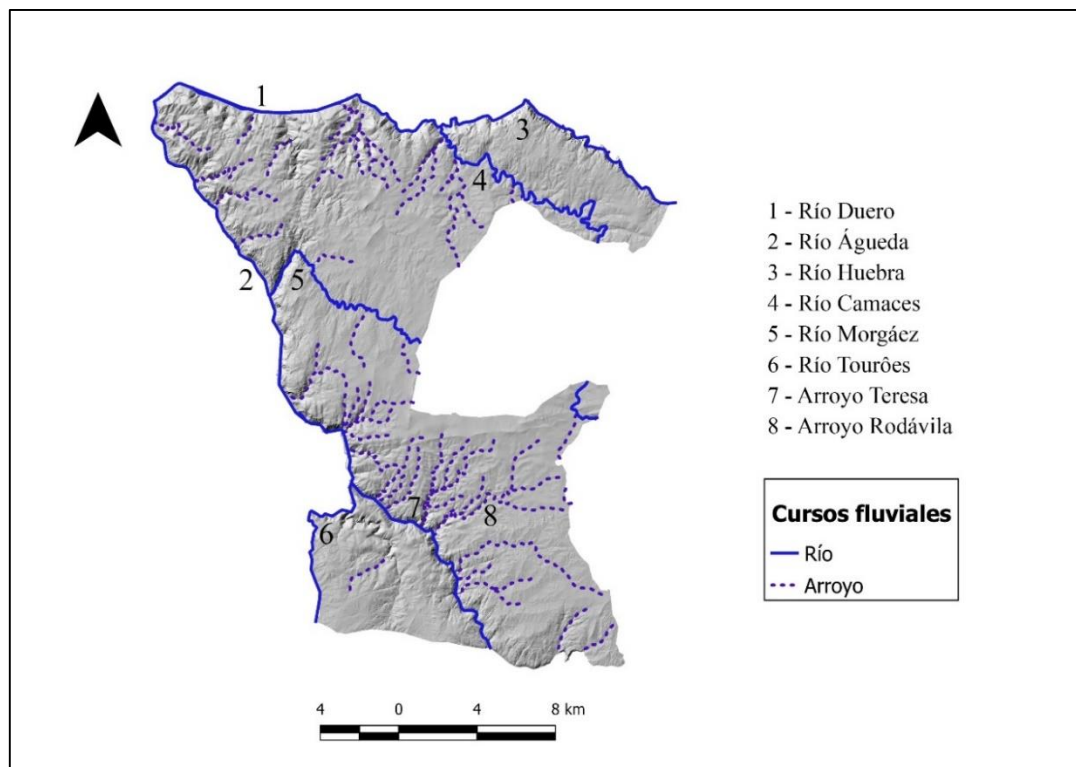 1
3
4
2
5
7
8
6
1 - Río Duero
2 - Río Águeda
3 - Río Huebra
4 - Río Camaces
5 - Río Morgáez
6 - Río Tourôes
7 - Arroyo Teresa
8 - Arroyo Rodávila
Cursos fluviales
Río
Arroyo
4 0 4 8 km